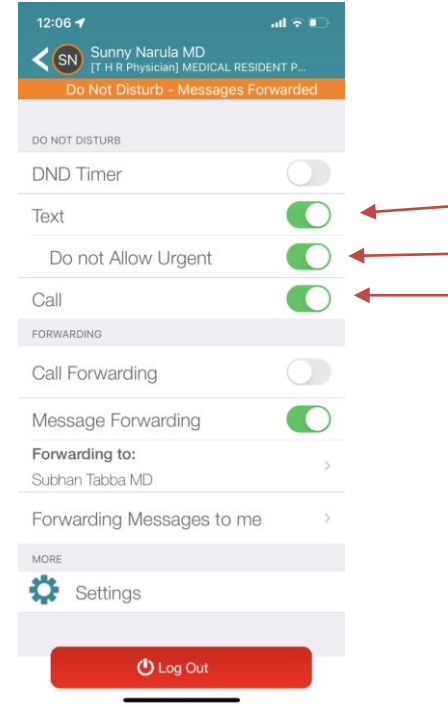 12:06
SN
Sunny Narula MD
[T H R Physician] MEDICAL RESIDENT P...
Do Not Disturb - Messages Forwarded
DO NOT DISTURB
DND Timer
Text
Do not Allow Urgent
Call
FORWARDING
Call Forwarding
Message Forwarding
Forwarding to:
Subhan Tabba MD
Forwarding Messages to me
MORE
Settings
Log Out